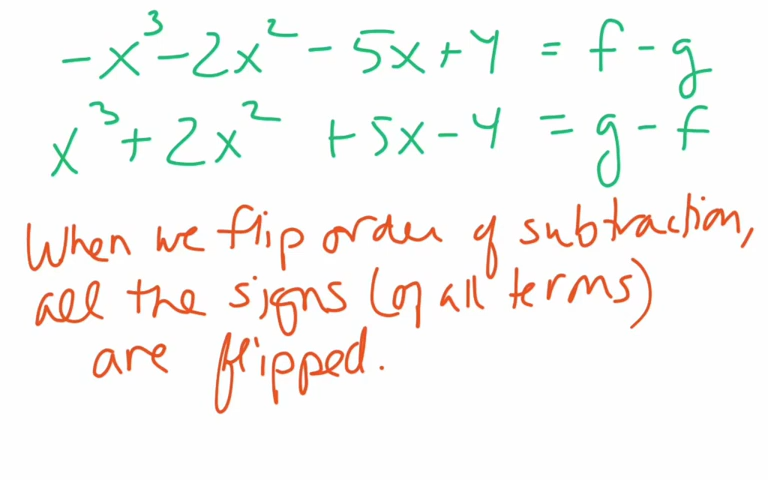 -x³-2x²-5x+4 = f-g
x³+2x² +5x-4 = g-f
When we flip order of subtraction,
all the signs (of all terms)
are flipped.